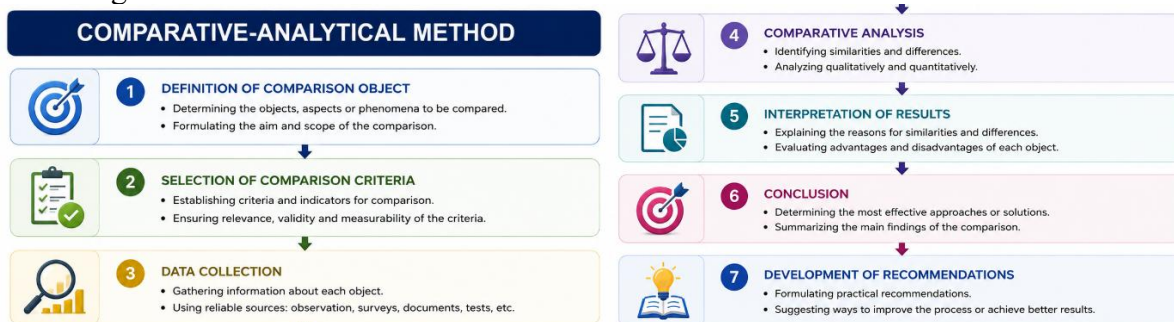 COMPARATIVE-ANALYTICAL METHOD
1
DEFINITION OF COMPARISON OBJECT
• Determining the objects, aspects or phenomena to be compared.
• Formulating the aim and scope of the comparison.
2
SELECTION OF COMPARISON CRITERIA
• Establishing criteria and indicators for comparison.
• Ensuring relevance, validity and measurability of the criteria.
3
DATA COLLECTION
• Gathering information about each object.
• Using reliable sources: observation, surveys, documents, tests, etc.
4
COMPARATIVE ANALYSIS
• Identifying similarities and differences.
• Analyzing qualitatively and quantitatively.
5
INTERPRETATION OF RESULTS
• Explaining the reasons for similarities and differences.
• Evaluating advantages and disadvantages of each object.
6
CONCLUSION
• Determining the most effective approaches or solutions.
• Summarizing the main findings of the comparison.
7
DEVELOPMENT OF RECOMMENDATIONS
• Formulating practical recommendations.
• Suggesting ways to improve the process or achieve better results.